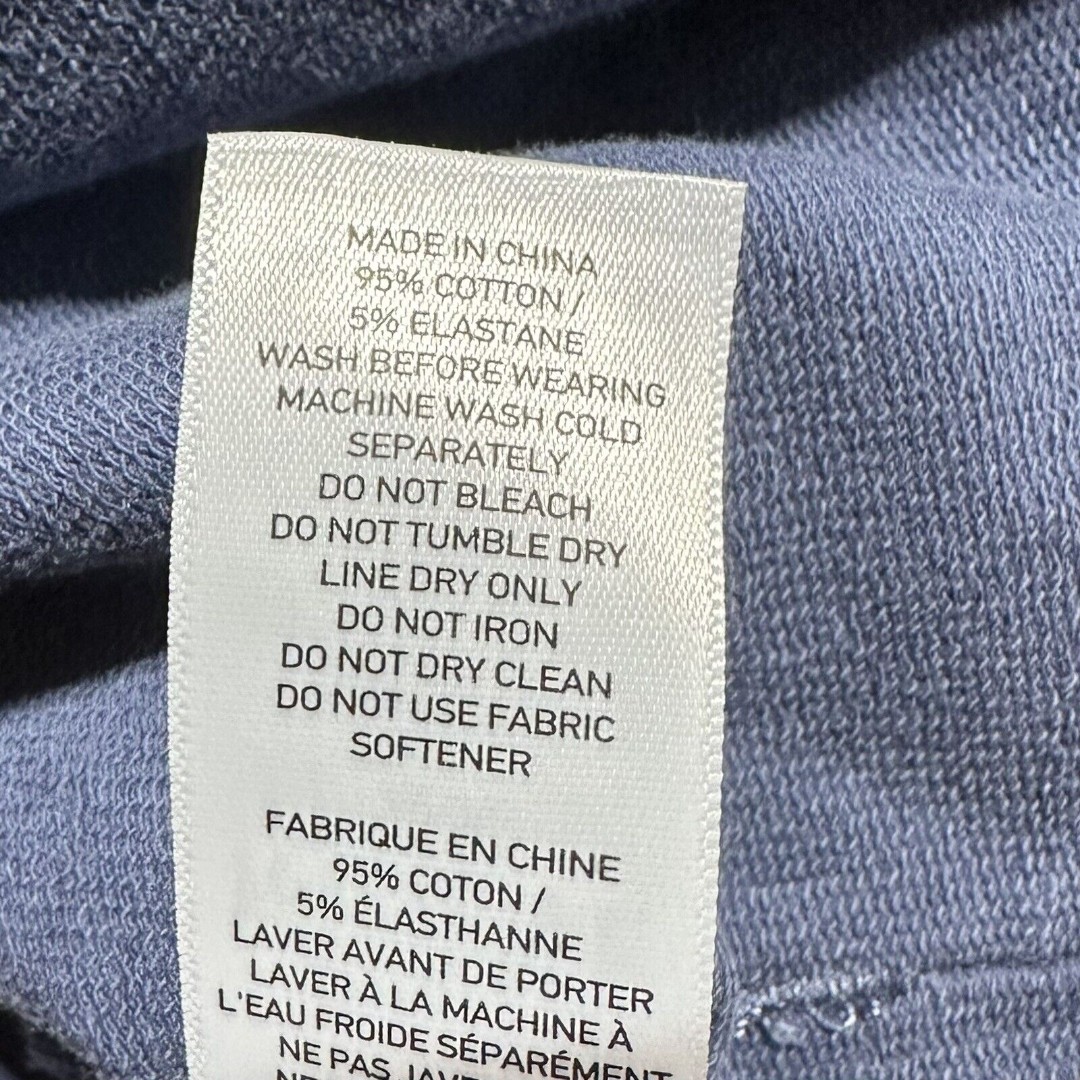 MADE IN CHINA
95% COTTON /
5% ELASTANE
WASH BEFORE WEARING
MACHINE WASH COLD
SEPARATELY
DO NOT BLEACH
DO NOT TUMBLE DRY
LINE DRY ONLY
DO NOT IRON
DO NOT DRY CLEAN
DO NOT USE FABRIC
SOFTENER
FABRIQUE EN CHINE
95% COTON /
5% ÉLASTHANNE
LAVER AVANT DE PORTER
LAVER À LA MACHINE À
L'EAU FROIDE SÉPARÉMENT
NE PAS